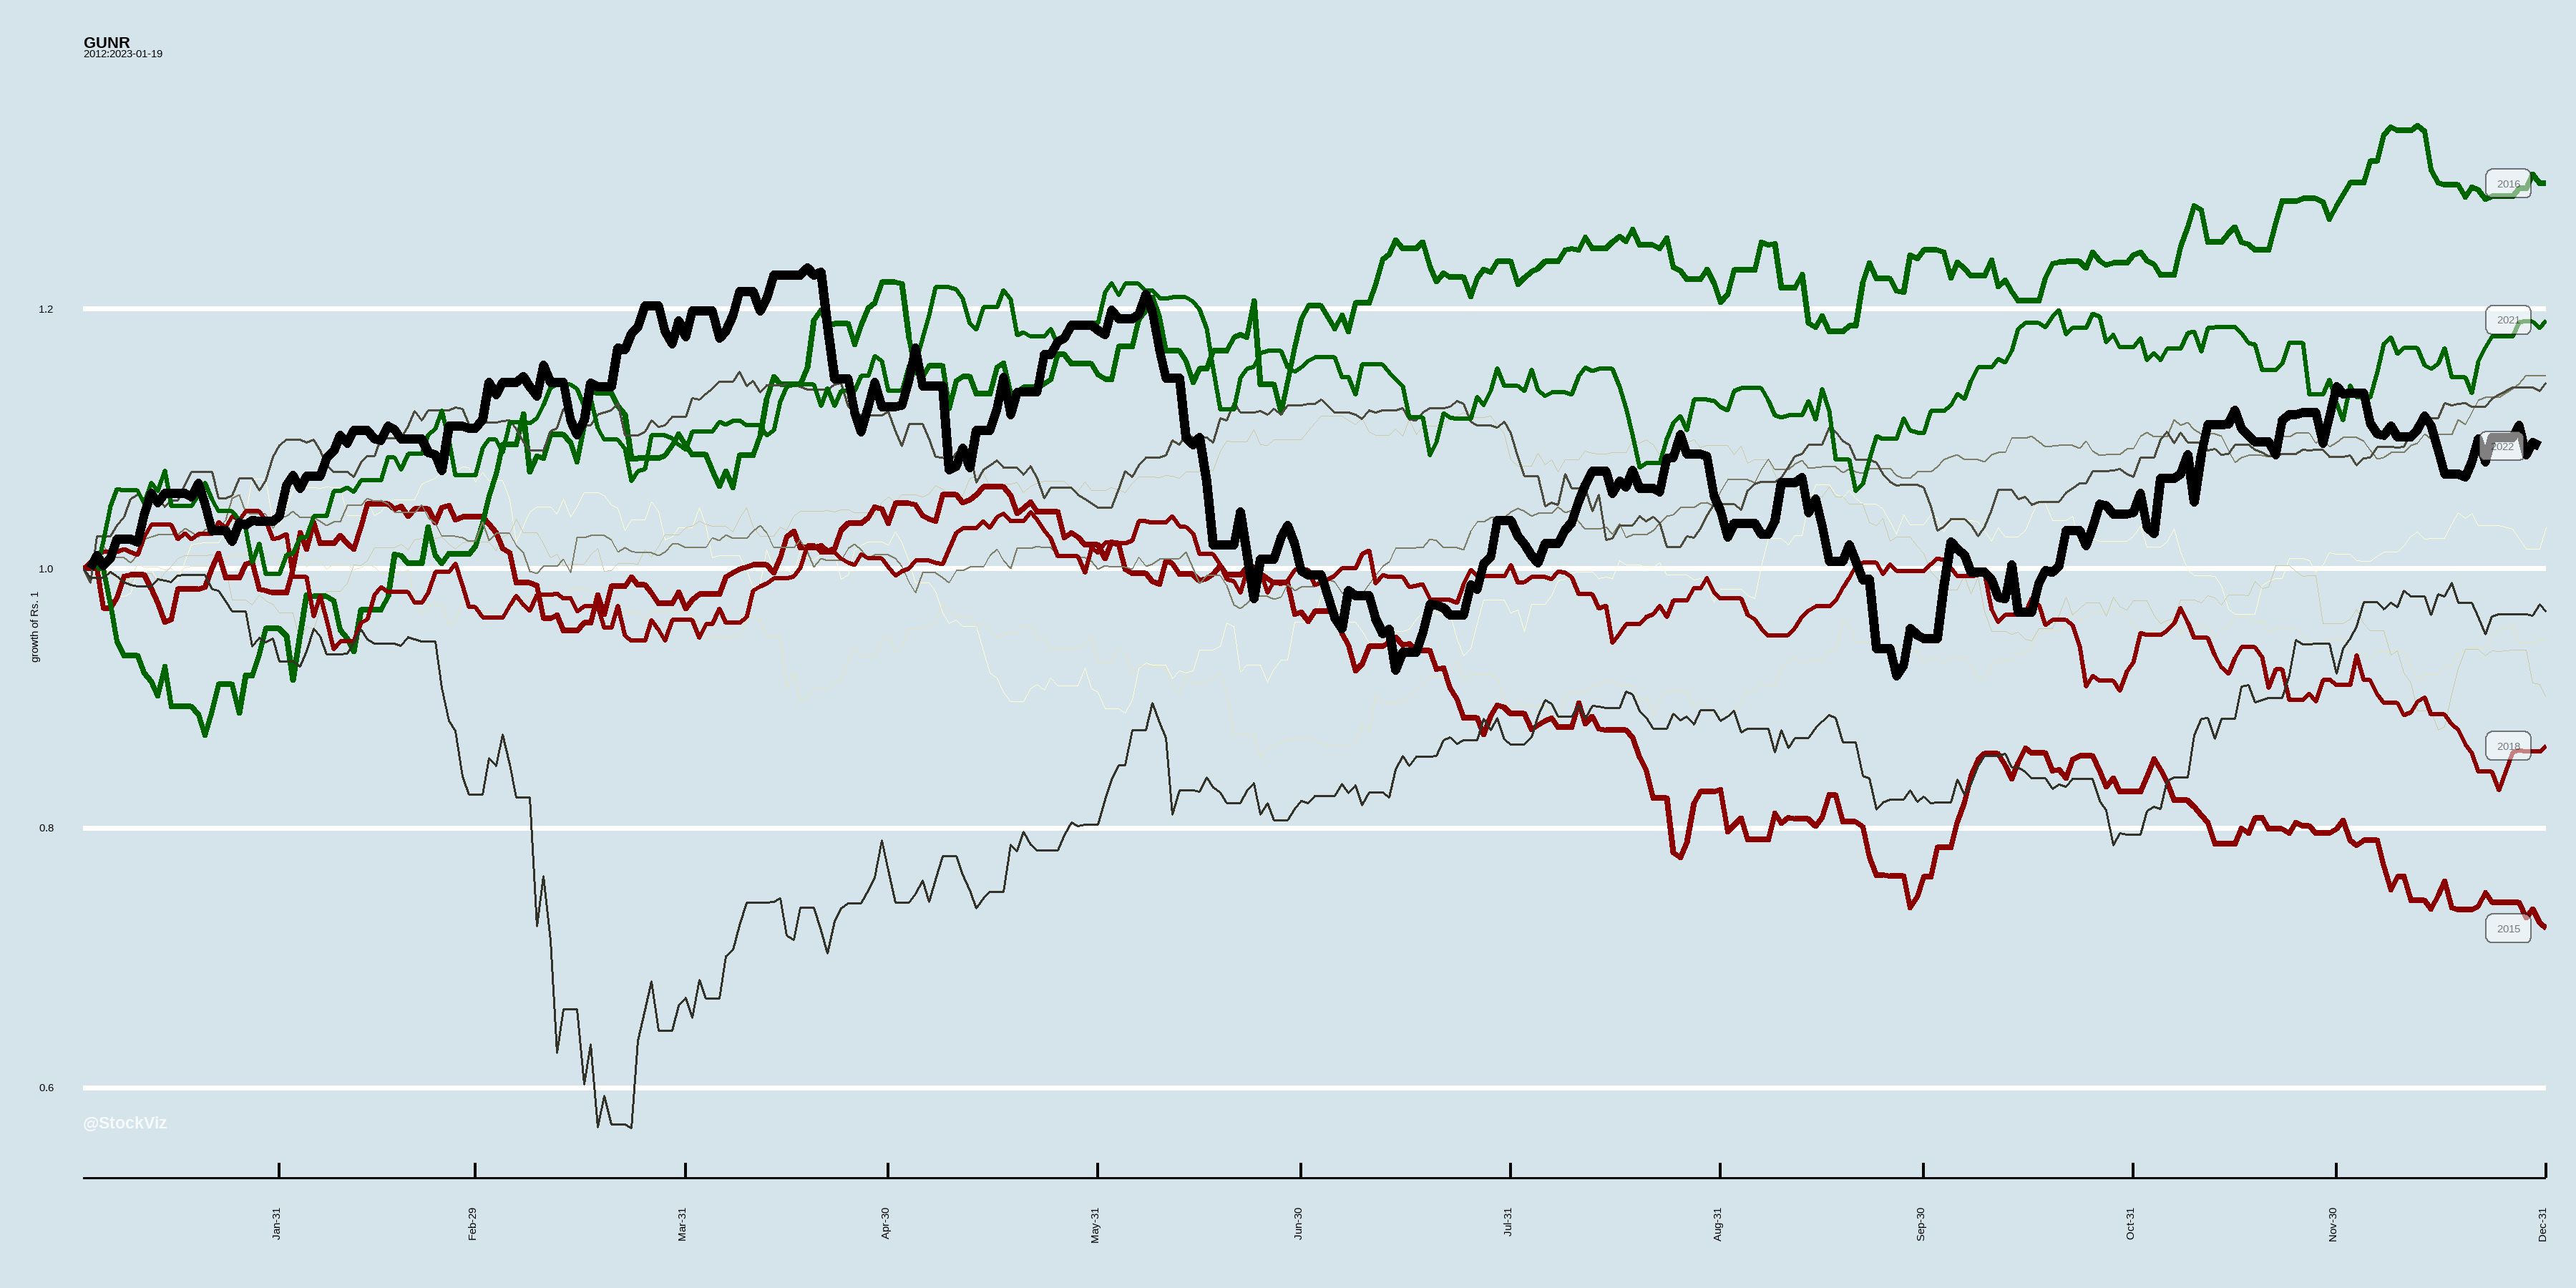 GUNR
2012:2023-01-19
2016
2021
1.2
2022
1.0
growth of Rs. 1
2018
0.8
2015
0.6
@StockViz
Jan-31
Feb-29
Mar-31
Apr-30
May-31
Jun-30
Jul-31
Aug-31
Sep-30
Oct-31
Nov-30
Dec-31